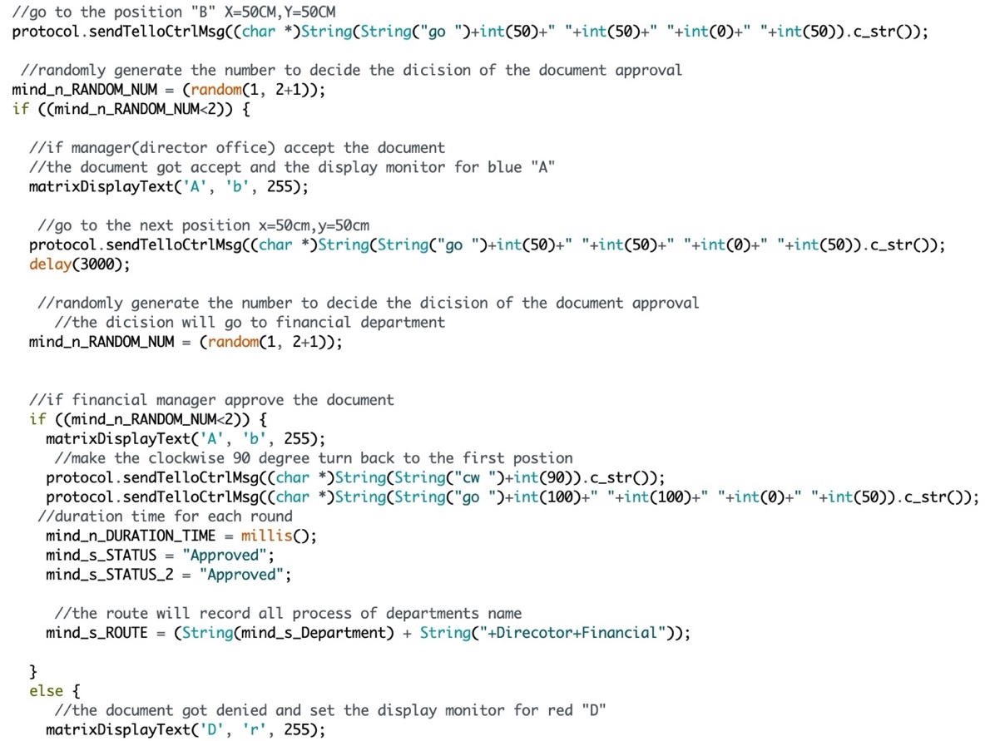 //go to the position "B" X=50CM,Y=50CM
protocol.sendTelloCtrlMsg((char *)String(String("go ")+int(50)+" "+int(50)+" "+int(0)+" "+int(50)).c_str());
//randomly generate the number to decide the dicision of the document approval
mind_n_RANDOM_NUM = (random(1, 2+1));
if ((mind_n_RANDOM_NUM<2)) {
//if manager(director office) accept the document
//the document got accept and the display monitor for blue "A"
matrixDisplayText('A', 'b', 255);
//go to the next position x=50cm,y=50cm
protocol.sendTelloCtrlMsg((char *)String(String("go ")+int(50)+" "+int(50)+" "+int(0)+" "+int(50)).c_str());
delay(3000);
//randomly generate the number to decide the dicision of the document approval
//the dicision will go to financial department
mind_n_RANDOM_NUM = (random(1, 2+1));
//if financial manager approve the document
if ((mind_n_RANDOM_NUM<2)) {
matrixDisplayText('A', 'b', 255);
//make the clockwise 90 degree turn back to the first postion
protocol.sendTelloCtrlMsg((char *)String(String("cw ")+int(90)).c_str());
protocol.sendTelloCtrlMsg((char *)String(String("go ")+int(100)+" "+int(100)+" "+int(0)+" "+int(50)).c_str());
//duration time for each round
mind_n_DURATION_TIME = millis();
mind_s_STATUS = "Approved";
mind_s_STATUS_2 = "Approved";
//the route will record all process of departments name
mind_s_ROUTE = (String(mind_s_Department) + String("+Direcotor+Financial"));
}
else {
//the document got denied and set the display monitor for red "D"
matrixDisplayText('D', 'r', 255);